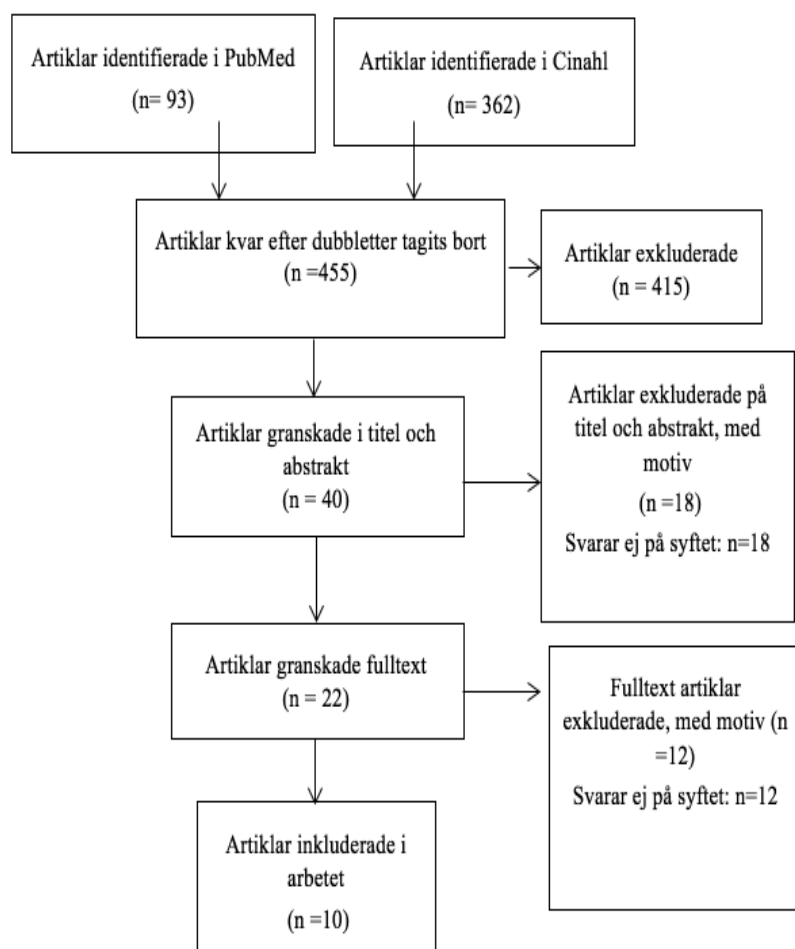 Artiklar identifierade i PubMed
(n= 93)
Artiklar identifierade i Cinahl
(n= 362)
Artiklar kvar efter dubbletter tagits bort
(n =455)
Artiklar exkluderade
(n = 415)
Artiklar granskade i titel och
abstrakt
(n = 40)
Artiklar exkluderade på
titel och abstrakt, med
motiv
(n =18)
Svarar ej på syftet: n=18
Artiklar granskade fulltext
(n = 22)
Fulltext artiklar
exkluderade, med motiv (n
=12)
Svarar ej på syftet: n=12
Artiklar inkluderade i
arbetet
(n =10)